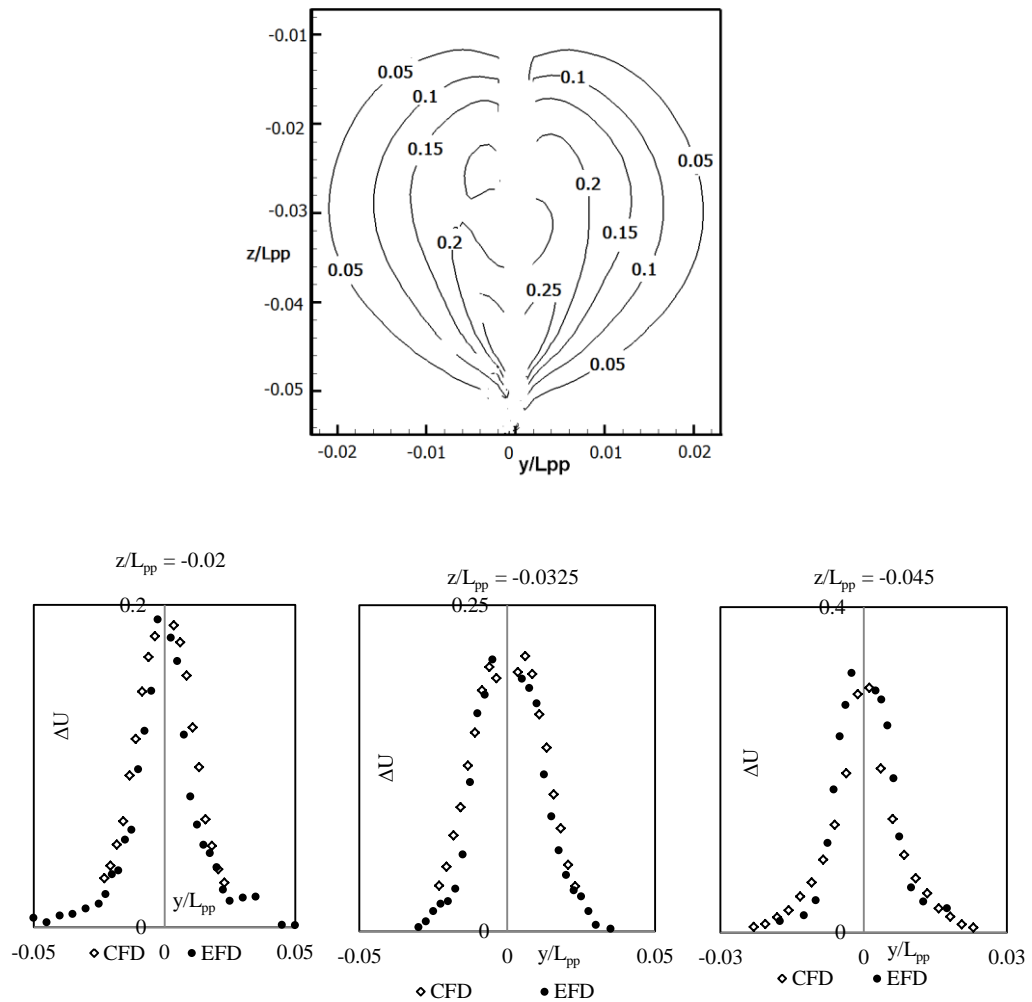 -0.01
0.05
0.1
0.1
0.15
-0.02
0.05
0.2
-0.03
0.2
0.15
z/Lpp
0.05
0.1
0.25
-0.04
0.05
-0.05
-0.02 -0.01 0 0.01 0.02
y/Lpp
z/Lpp = -0.02
0.2
ΔU
y/Lpp
0
-0.05 0 0.05
CFD EFD
z/Lpp = -0.0325
0.25
ΔU
0
-0.05 0 y/Lpp 0.05
CFD EFD
z/Lpp = -0.045
0.4
ΔU
0
-0.03 0 y/Lpp 0.03
CFD EFD